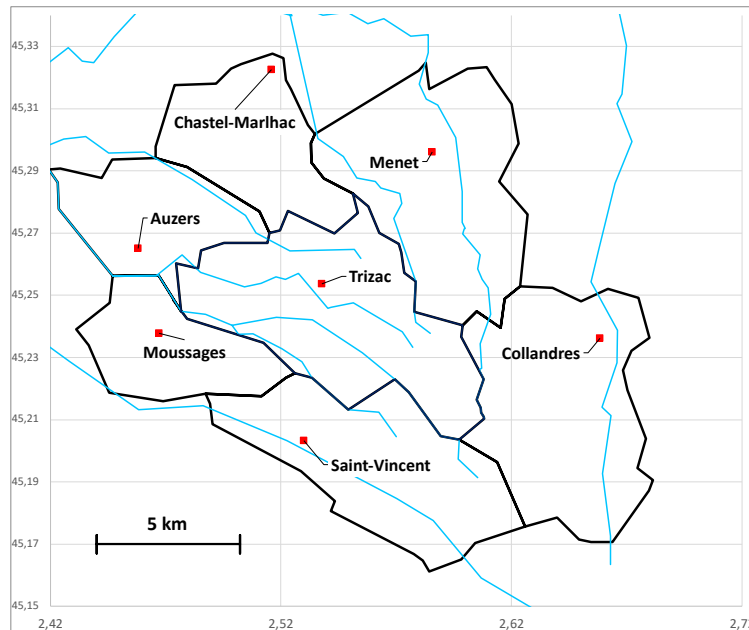 45,33
45,31
Chastel-Marlhac
Menet
45,29
Auzers
45,27
Trizac
45,25
Moussages
Collandres
45,23
45,21
Saint-Vincent
45,19
5 km
45,17
45,15
2,42
2,52
2,62